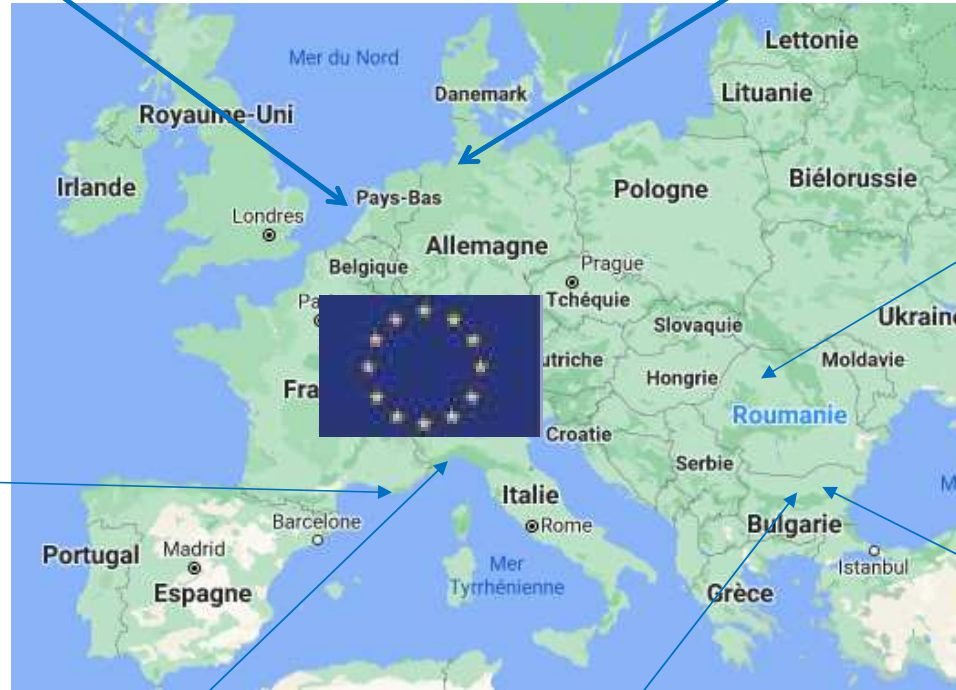 Mer du Nord
Lettonie
Danemark
Lituanie
Royaume-Uni
Irlande
Pays-Bas
Pologne
Biélorussie
Londres
Allemagne
Belgique
Prague
Tchéquie
Slovaquie
Ukraine
Moldavie
Hongrie
Roumanie
Croatie
Serbie
Italie
Rome
Barcelone
Bulgarie
Portugal
Madrid
Espagne
Mer
Tyrrhénienne
Grèce
Istanbul